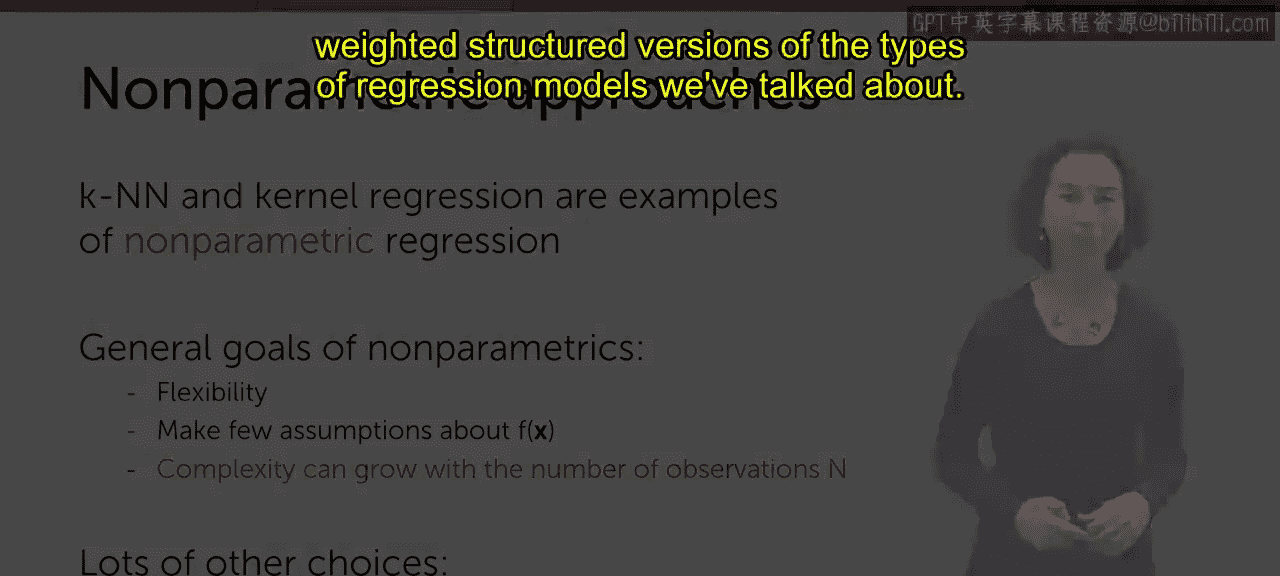 GPT中英字幕课程资源@bilibili.com
weighted structured versions of the types
of regression models we've talked about.
Nonparametric approaches
k-NN and kernel regression are examples
of nonparametric regression
General goals of nonparametrics:
- Flexibility
- Make few assumptions about f(x)
- Complexity can grow with the number of observations N
Lots of other choices: